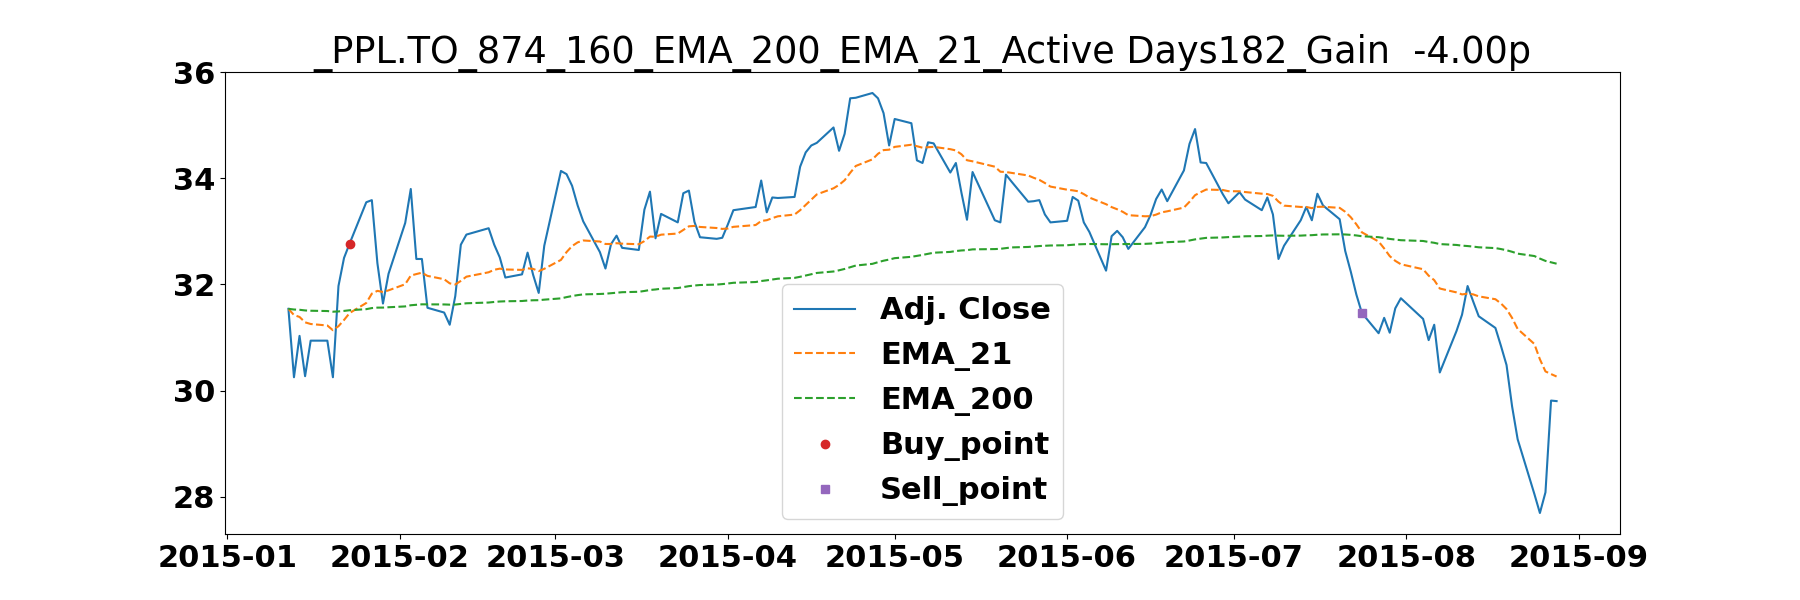 _PPL.TO_874_160_EMA_200_EMA_21_Active Days182_Gain  -4.00p
36
34
32
30
28
Adj. Close
EMA_21
EMA_200
Buy_point
Sell_point
2015-01 2015-02 2015-03 2015-04 2015-05 2015-06 2015-07 2015-08 2015-09